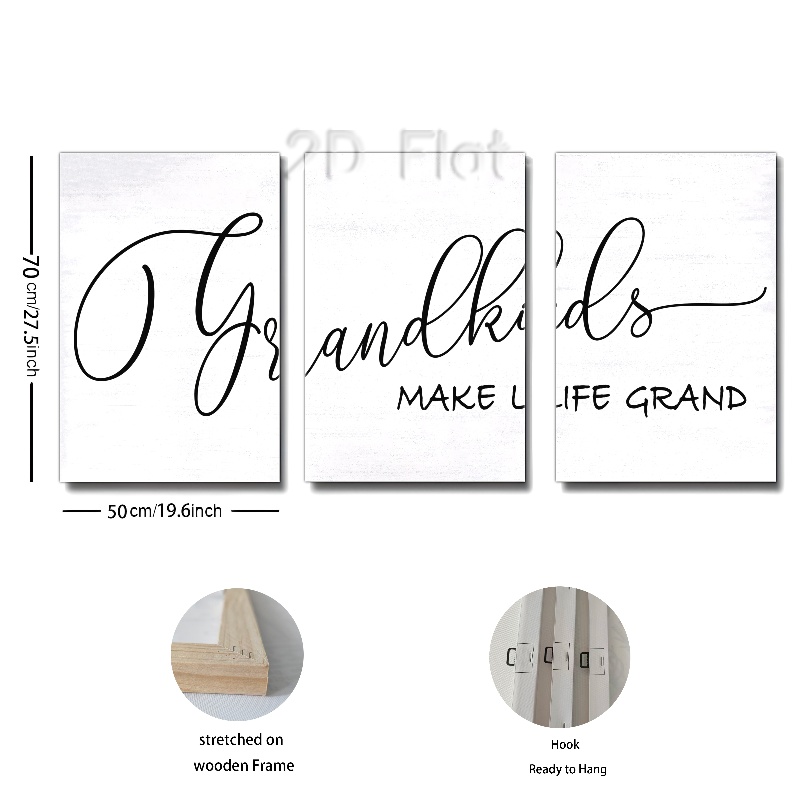 2D Flat
Grandkids
MAKE L LIFE GRAND
70cm/27.5inch
50cm/19.6inch
stretched on
wooden Frame
Hook
Ready to Hang